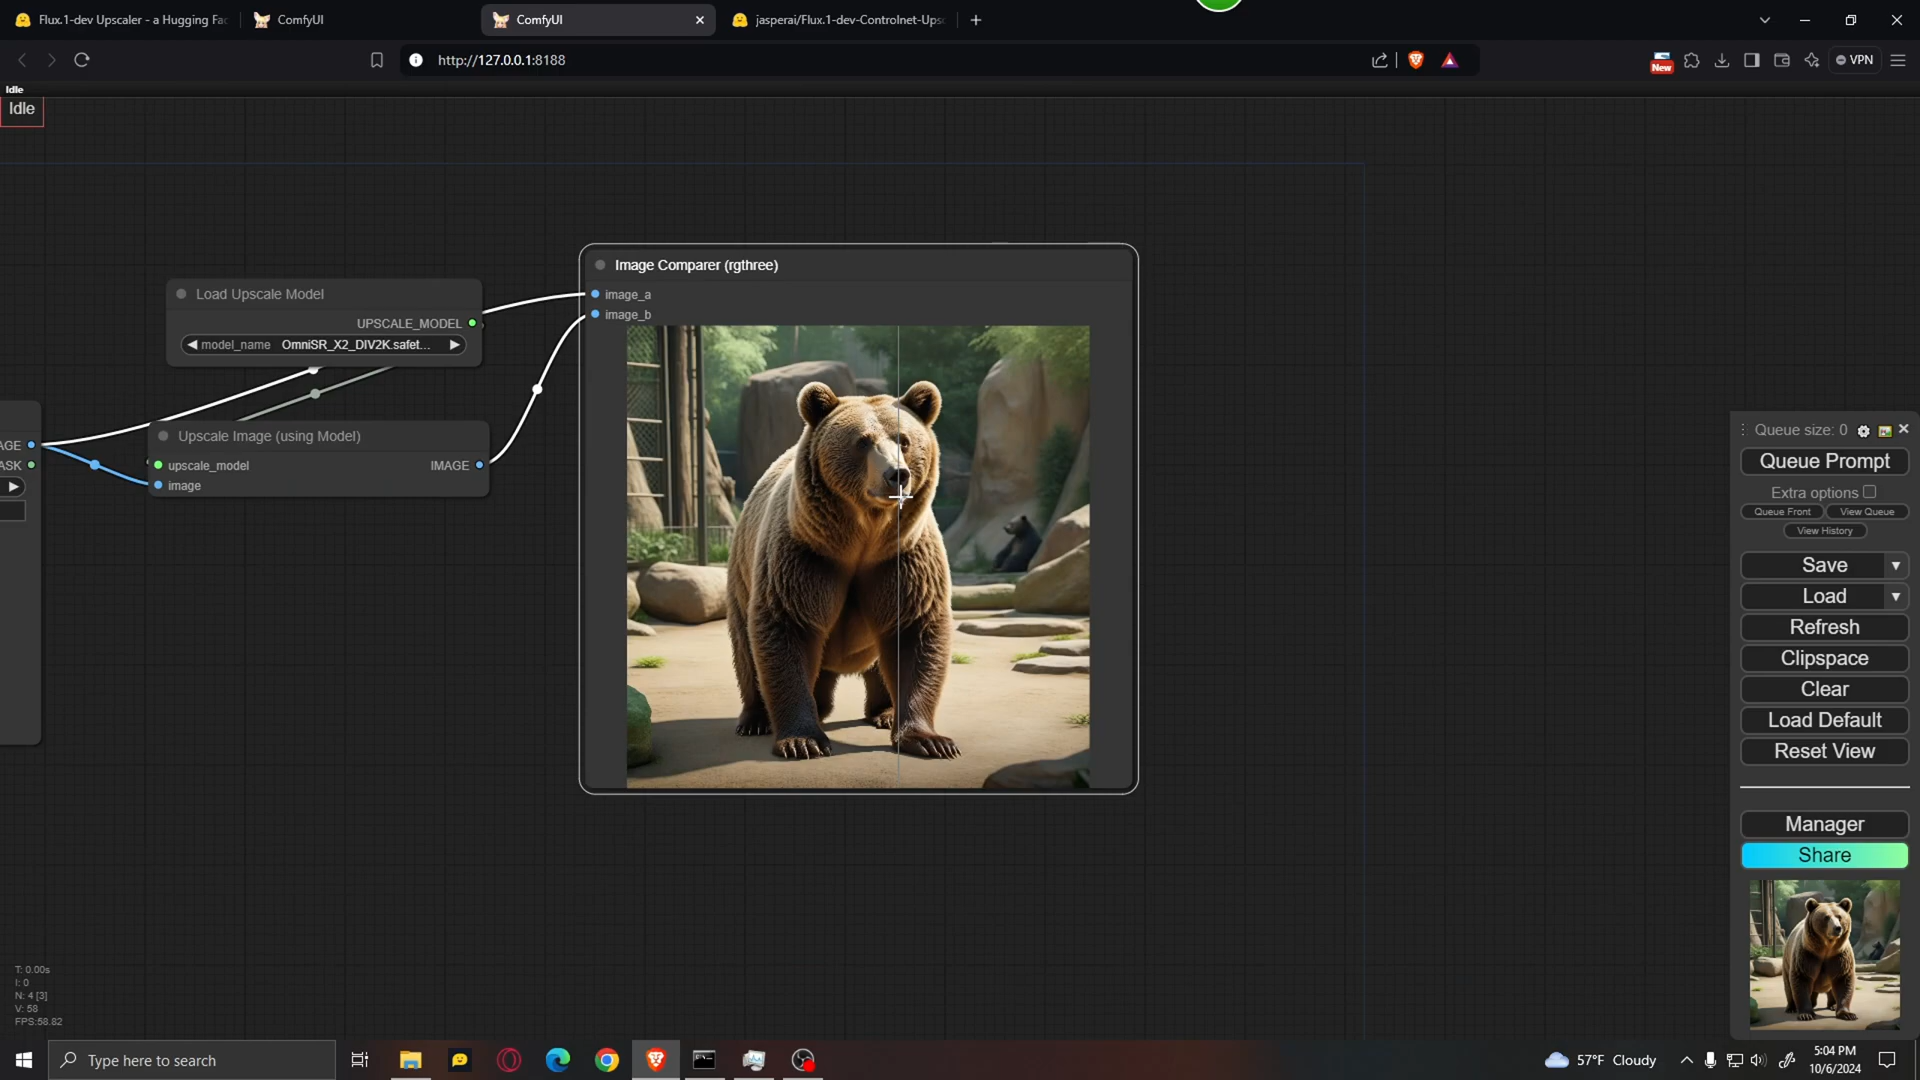 Flux.1-dev Upscaler - a Hugging Fac
ComfyUI
ComfyUI
jasperai/Flux.1-dev-Controlnet-Upsc
http://127.0.0.1:8188
New
VPN
Idle
Idle
Image Comparer (rgthree)
image_a
image_b
Load Upscale Model
UPSCALE_MODEL
model_name OmniSR_X2_DIV2K.safet...
AGE
ASK
Upscale Image (using Model)
upscale_model IMAGE
image
Queue size: 0
Queue Prompt
Extra options
Queue Front View Queue
View History
Save
Load
Refresh
Clipspace
Clear
Load Default
Reset View
Manager
Share
T: 0.00s
I: 0
N: 4 [3]
V: 58
FPS:58.82
Type here to search
57°F Cloudy
5:04 PM
10/6/2024